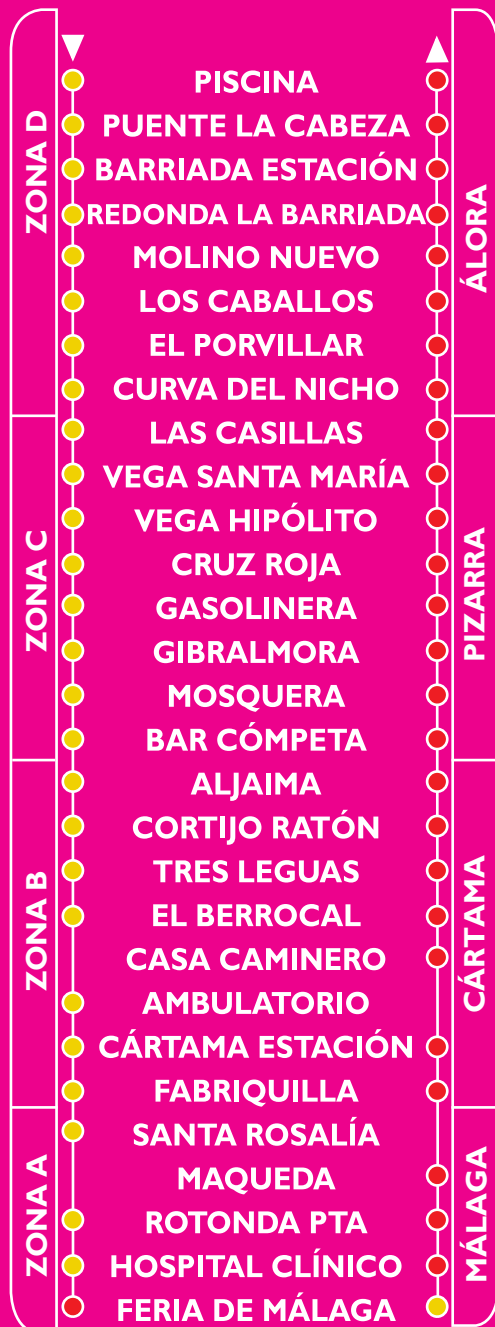 ZONA D
ÁLORA
PISCINA
PUENTE LA CABEZA
BARRIADA ESTACIÓN
REDONDA LA BARRIADA
MOLINO NUEVO
LOS CABALLOS
EL PORVILLAR
CURVA DEL NICHO
ZONA C
PIZARRA
LAS CASILLAS
VEGA SANTA MARÍA
VEGA HIPÓLITO
CRUZ ROJA
GASOLINERA
GIBRALMORA
MOSQUERA
BAR CÓMPETA
ZONA B
CÁRTAMA
ALJAIMA
CORTIJO RATÓN
TRES LEGUAS
EL BERROCAL
CASA CAMINERO
AMBULATORIO
CÁRTAMA ESTACIÓN
FABRIQUILLA
ZONA A
MÁLAGA
SANTA ROSALÍA
MAQUEDA
ROTONDA PTA
HOSPITAL CLÍNICO
FERIA DE MÁLAGA